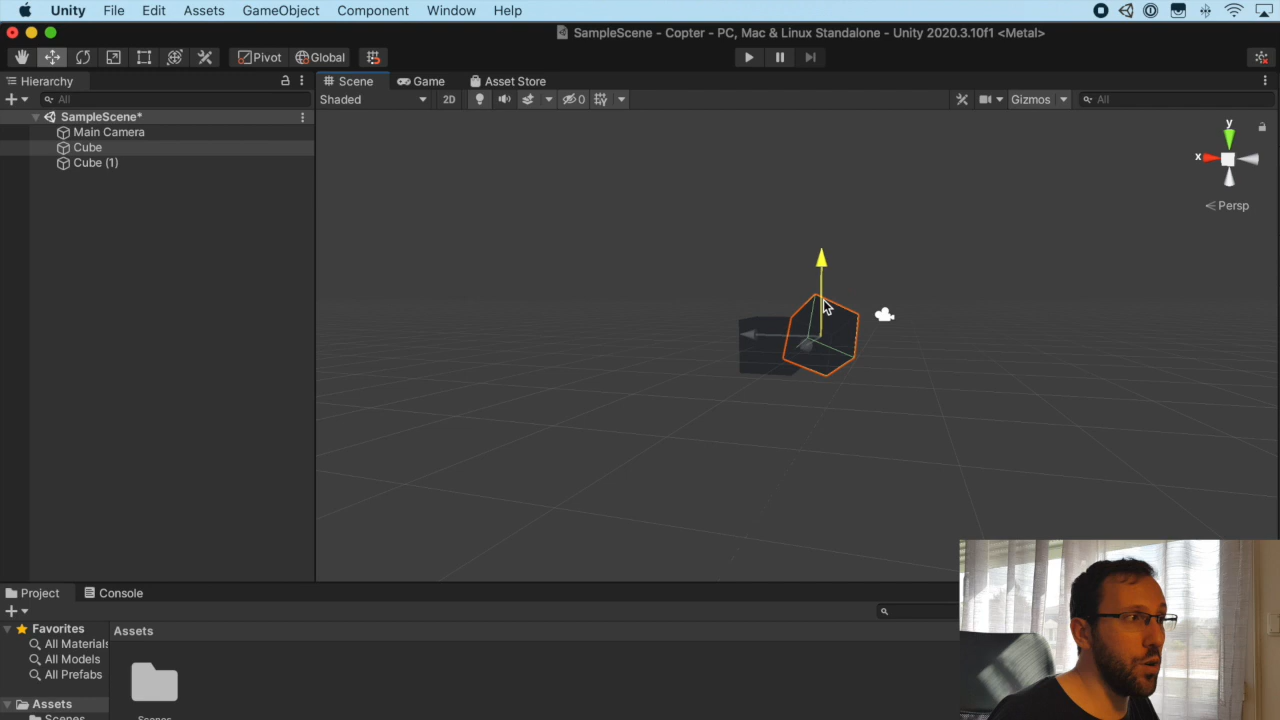 Unity File Edit Assets GameObject Component Window Help
SampleScene - Copter - PC, Mac & Linux Standalone - Unity 2020.3.10f1 <Metal>
Pivot Global
Hierarchy
Scene Game Asset Store
All
Shaded 2D 0 Gizmos All
SampleScene*
Main Camera
Cube
Cube (1)
y
x
Persp
Project Console
Favorites
All Materials
All Models
All Prefabs
Assets
Assets
Scenes
Scenes